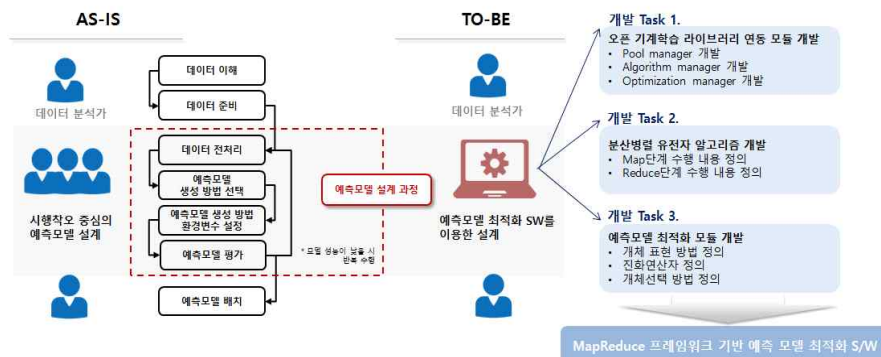 AS-IS
데이터 분석가
시행착오 중심의
예측모델 설계
데이터 이해
데이터 준비
데이터 전처리
예측모델
생성 방법 선택
예측모델 생성 방법
환경변수 설정
예측모델 평가
* 모델 성능이 낮을 시
반복 수행
예측모델 배치
예측모델 설계 과정
TO-BE
데이터 분석가
예측모델 최적화 SW를
이용한 설계
개발 Task 1.
오픈 기계학습 라이브러리 연동 모듈 개발
• Pool manager 개발
• Algorithm manager 개발
• Optimization manager 개발
개발 Task 2.
분산병렬 유전자 알고리즘 개발
• Map단계 수행 내용 정의
• Reduce단계 수행 내용 정의
개발 Task 3.
예측모델 최적화 모듈 개발
• 개체 표현 방법 정의
• 진화연산자 정의
• 개체선택 방법 정의
MapReduce 프레임워크 기반 예측 모델 최적화 S/W